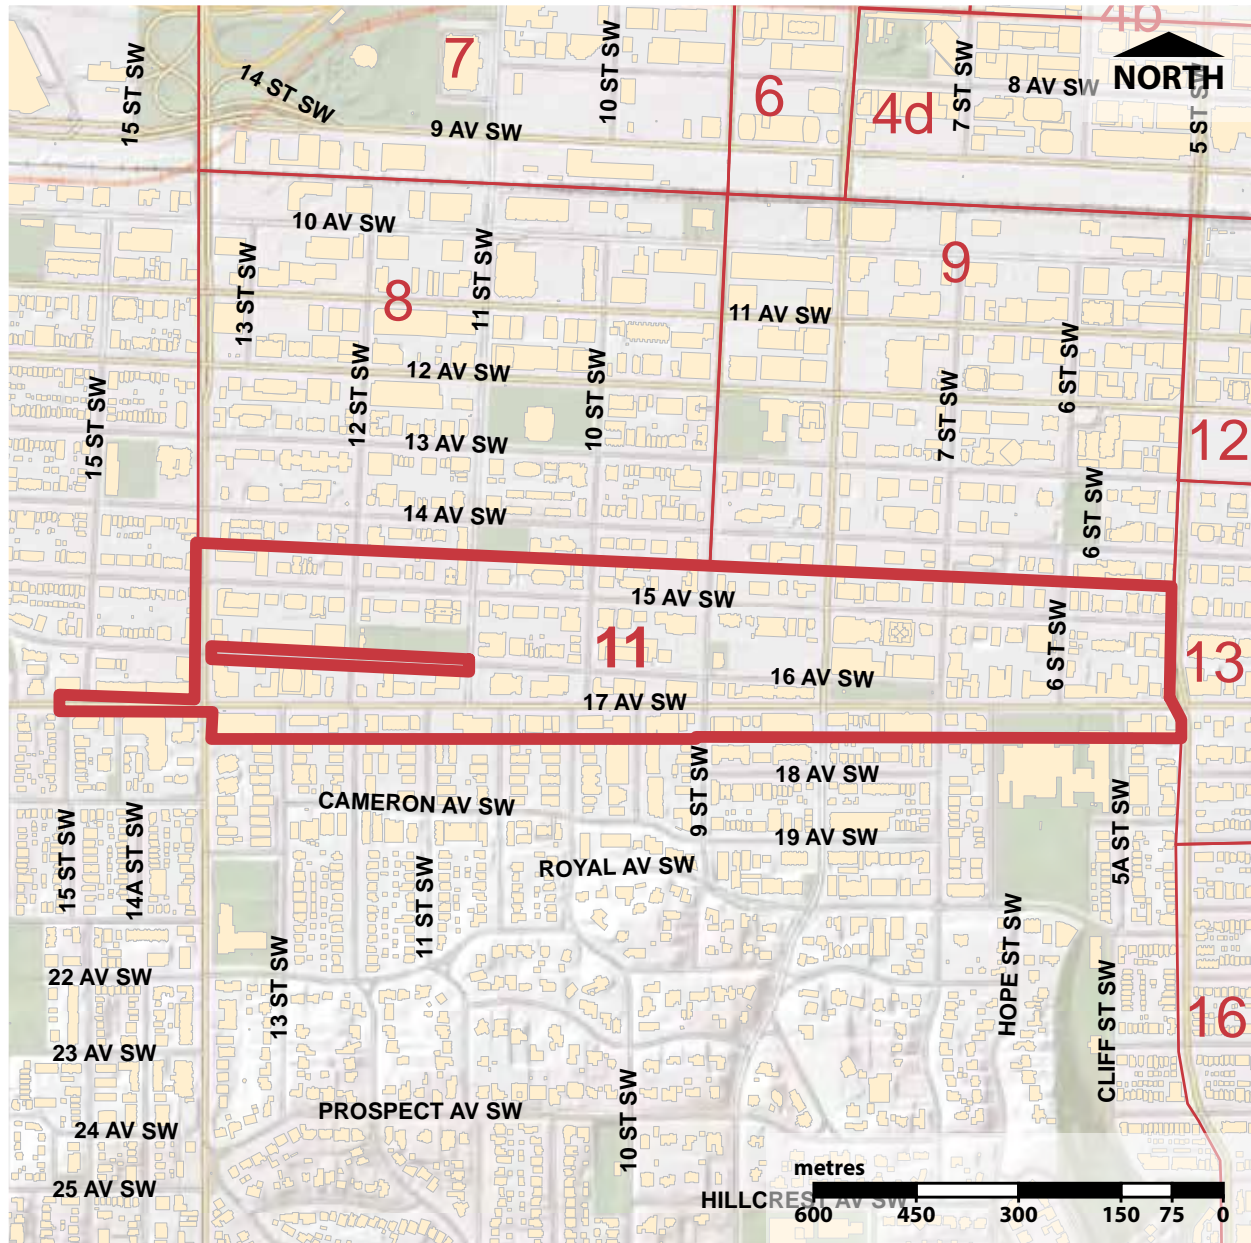 4b
NORTH
7
15 ST SW
14 ST SW
10 ST SW
6
4d
7 ST SW
8 AV SW
5 ST SW
9 AV SW
10 AV SW
13 ST SW
11 ST SW
8
9
11 AV SW
12 ST SW
12 AV SW
10 ST SW
6 ST SW
15 ST SW
13 AV SW
7 ST SW
12
14 AV SW
6 ST SW
15 AV SW
11
6 ST SW
13
16 AV SW
17 AV SW
9 ST SW
18 AV SW
CAMERON AV SW
19 AV SW
5A ST SW
15 ST SW
14A ST SW
11 ST SW
ROYAL AV SW
HOPE ST SW
22 AV SW
13 ST SW
CLIFF ST SW
16
23 AV SW
PROSPECT AV SW
10 ST SW
24 AV SW
25 AV SW
metres
HILLCREST AV SW
600 450 300 150 75 0